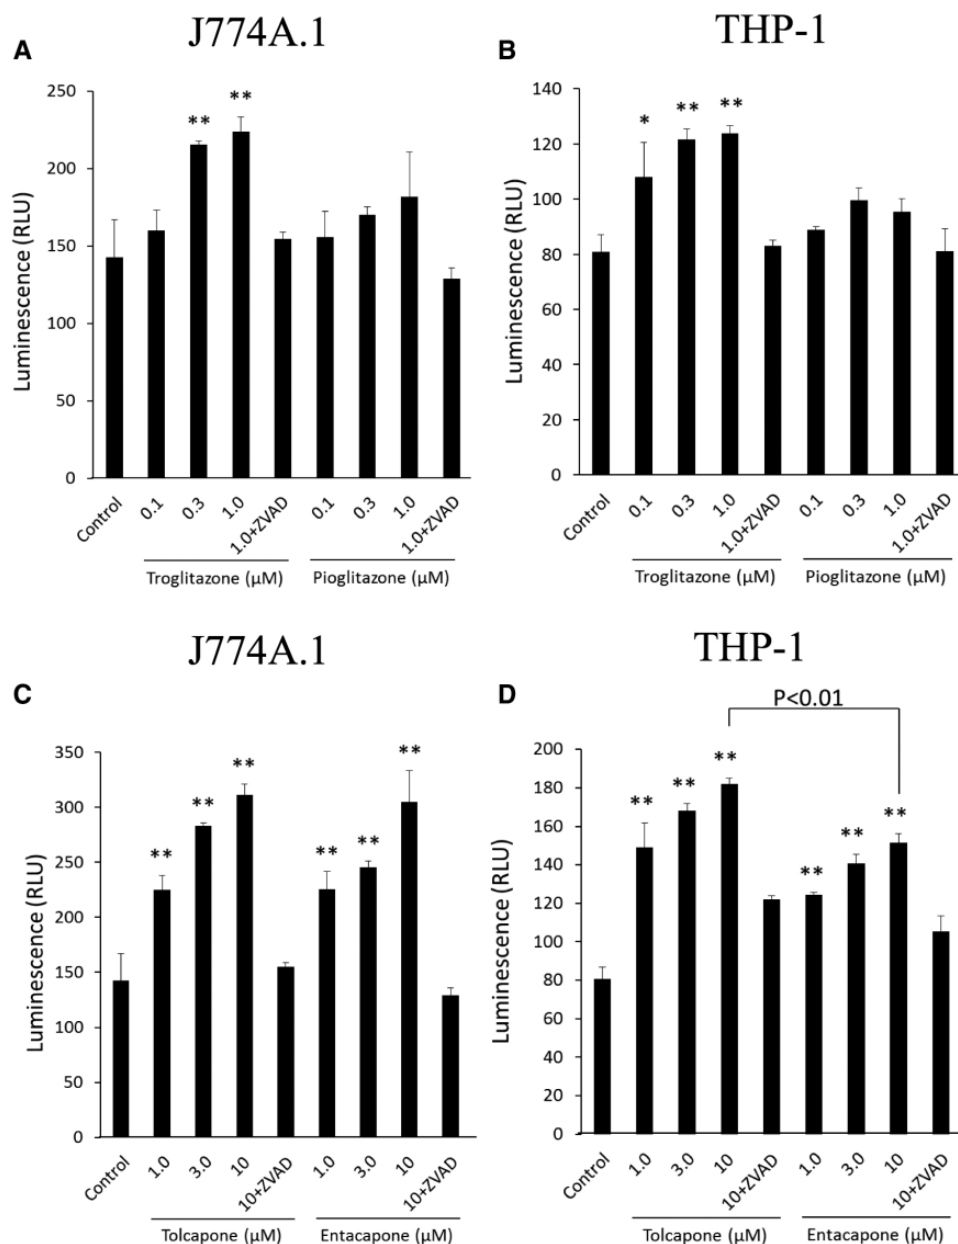 J774A.1
A
Luminescence (RLU)
250
200
150
100
50
0
** **
Control 0.1 0.3 1.0 1.0+ZVAD 0.1 0.3 1.0 1.0+ZVAD
Troglitazone (μM) Pioglitazone (μM)
THP-1
B
Luminescence (RLU)
140
120
100
80
60
40
20
0
* ** **
Control 0.1 0.3 1.0 1.0+ZVAD 0.1 0.3 1.0 1.0+ZVAD
Troglitazone (μM) Pioglitazone (μM)
J774A.1
C
Luminescence (RLU)
350
300
250
200
150
100
50
0
** ** ** ** ** **
Control 1.0 3.0 10 10+ZVAD 1.0 3.0 10 10+ZVAD
Tolcapone (μM) Entacapone (μM)
THP-1
D
P<0.01
Luminescence (RLU)
200
180
160
140
120
100
80
60
40
20
0
** ** ** ** ** **
Control 1.0 3.0 10 10+ZVAD 1.0 3.0 10 10+ZVAD
Tolcapone (μM) Entacapone (μM)